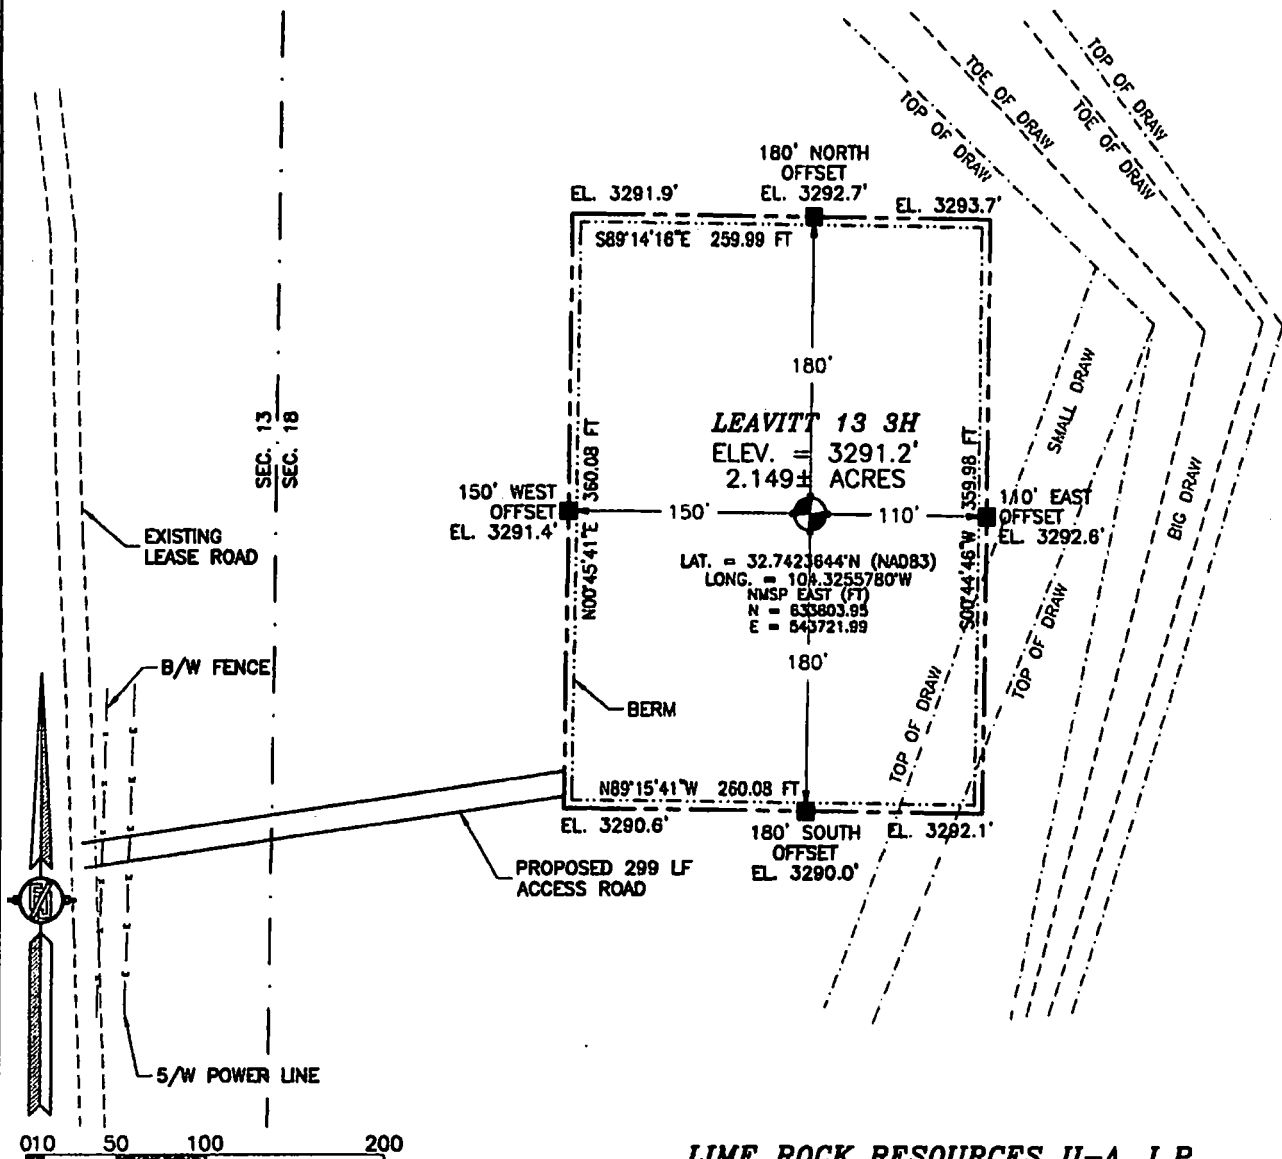 TOP OF DRAW
TOE OF DRAW
TOE OF DRAW
TOP OF DRAW
180' NORTH
OFFSET
EL. 3292.7'
EL. 3291.9'
EL. 3293.7'
S89°14'16"E 259.99 FT
180'
SMALL DRAW
BIG DRAW
SEC. 13
SEC. 18
LEAVITT 13 3H
ELEV. = 3291.2'
2.149± ACRES
N00°45'41"E 360.08 FT
S00°44'46"W 359.98 FT
150' WEST
OFFSET
EL. 3291.4'
150'
110'
110' EAST
OFFSET
EL. 3292.6'
EXISTING
LEASE ROAD
LAT. = 32.7423644°N (NAD83)
LONG. = 104.3255780°W
NMSP EAST (FT)
N = 633803.95
E = 543721.99
180'
B/W FENCE
BERM
TOP OF DRAW
TOP OF DRAW
N89°15'41"W 260.08 FT
EL. 3290.6'
180' SOUTH
OFFSET
EL. 3290.0'
EL. 3292.1'
PROPOSED 299 LF
ACCESS ROAD
5/W POWER LINE
010 50 100 200
LIME ROCK RESOURCES II-A, L.P.